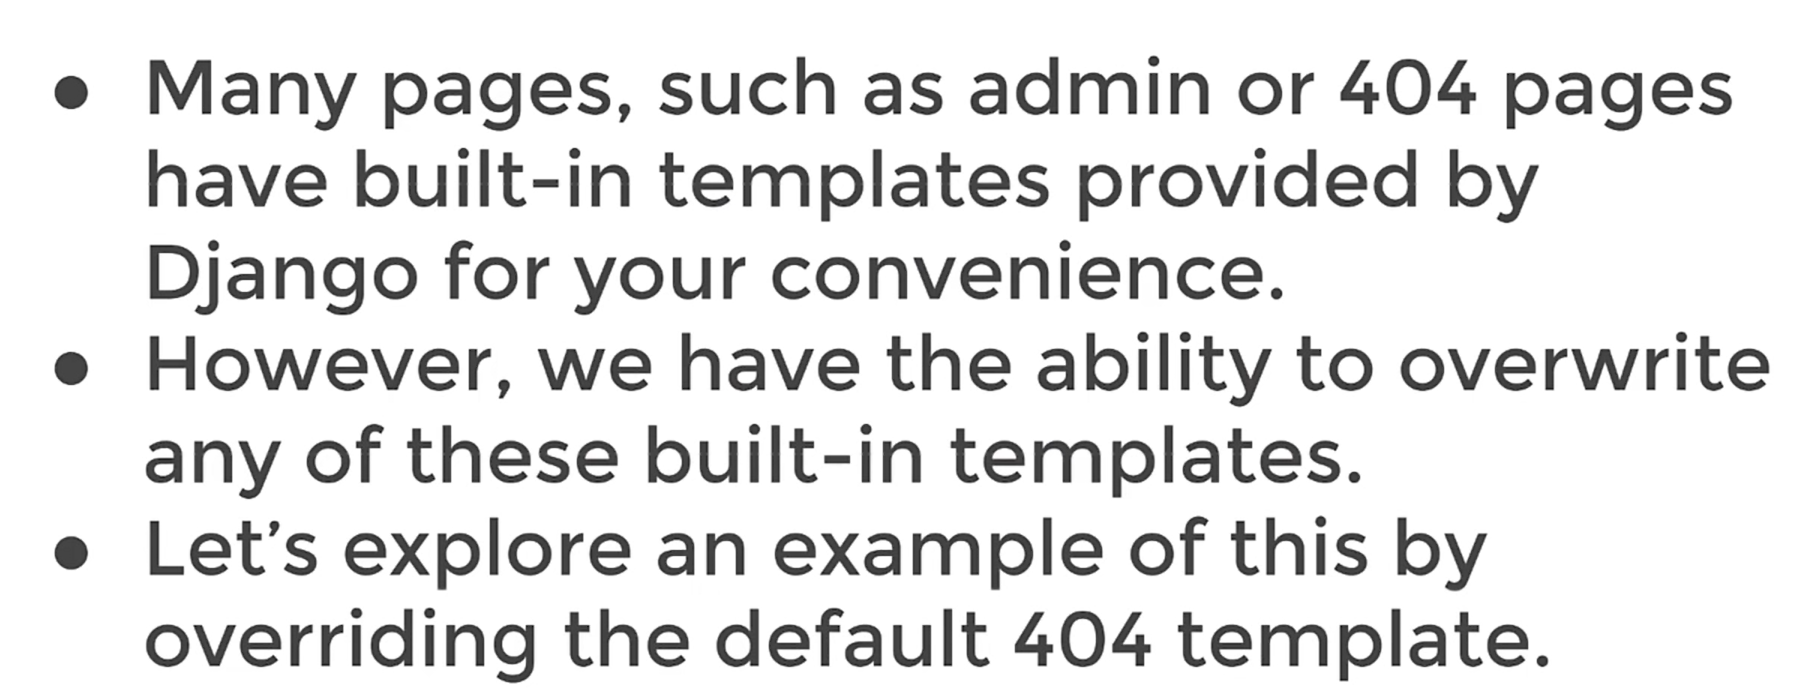 ● Many pages, such as admin or 404 pages
have built-in templates provided by
Django for your convenience.
● However, we have the ability to overwrite
any of these built-in templates.
● Let’s explore an example of this by
overriding the default 404 template.